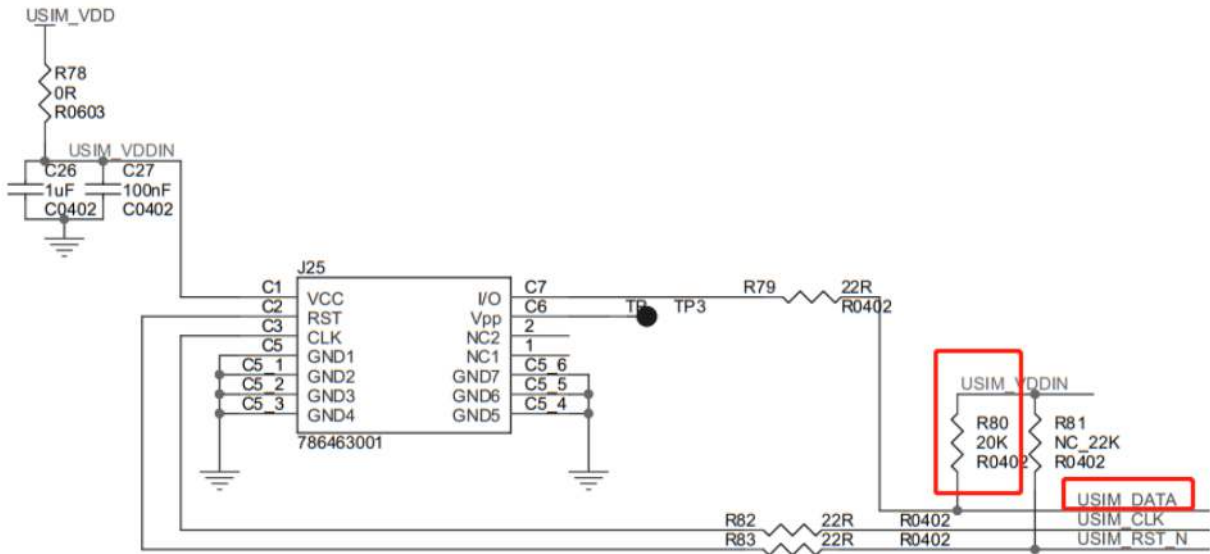 USIM_VDD
R78
0R
R0603
USIM_VDDIN
C26
1uF
C0402
C27
100nF
C0402
J25
C1
VCC
C2
RST
C3
CLK
C5
GND1
C5_1
GND2
C5_2
GND3
C5_3
GND4
I/O
C7
Vpp
C6
NC2
2
NC1
1
GND7
C5_6
GND6
C5_5
GND5
C5_4
786463001
TP3
R79
22R
R0402
USIM_VDDIN
R80
20K
R0402
R81
NC_22K
R0402
USIM_DATA
R82
22R
R0402
USIM_CLK
R83
22R
R0402
USIM_RST_N